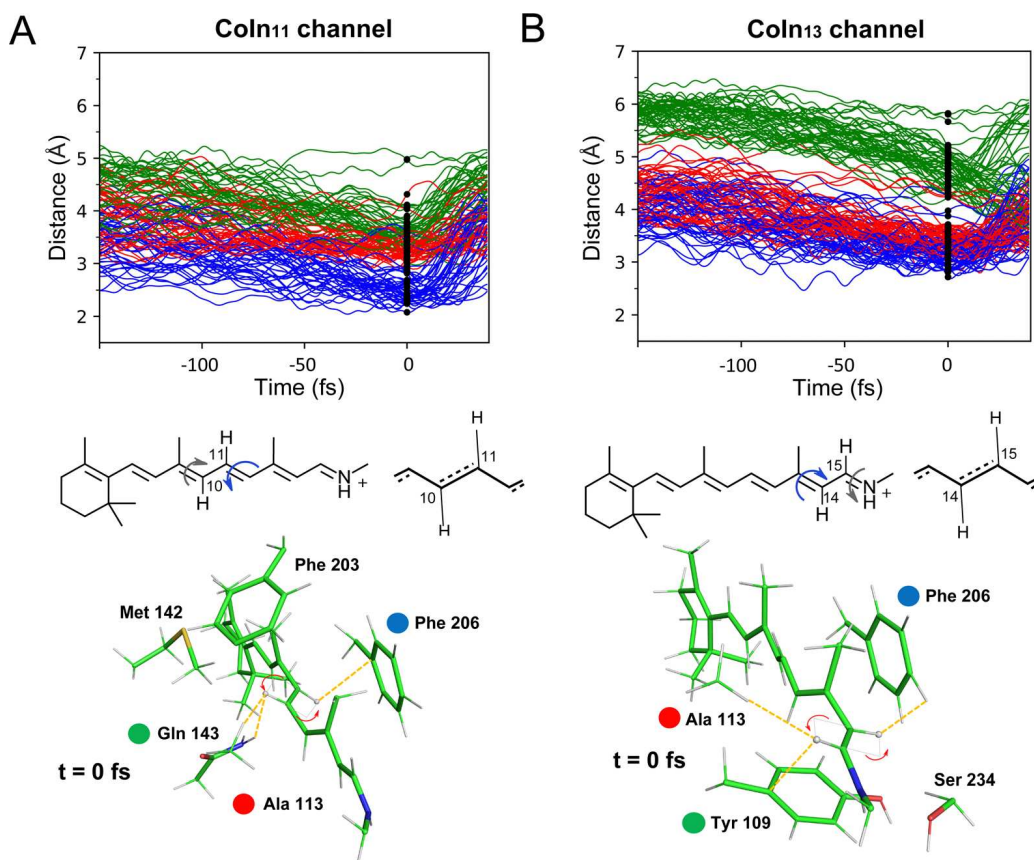 A
CoIn11 channel
7
6
5
4
3
2
Distance (Å)
-100
-50
0
Time (fs)
B
CoIn13 channel
7
6
5
4
3
2
Distance (Å)
-100
-50
0
Time (fs)
H
11
10
H
N
H
+
H
11
10
H
H
15
14
H
N
H
+
H
15
14
H
Phe 203
Met 142
Phe 206
Gln 143
t = 0 fs
Ala 113
Phe 206
Ala 113
t = 0 fs
Ser 234
Tyr 109